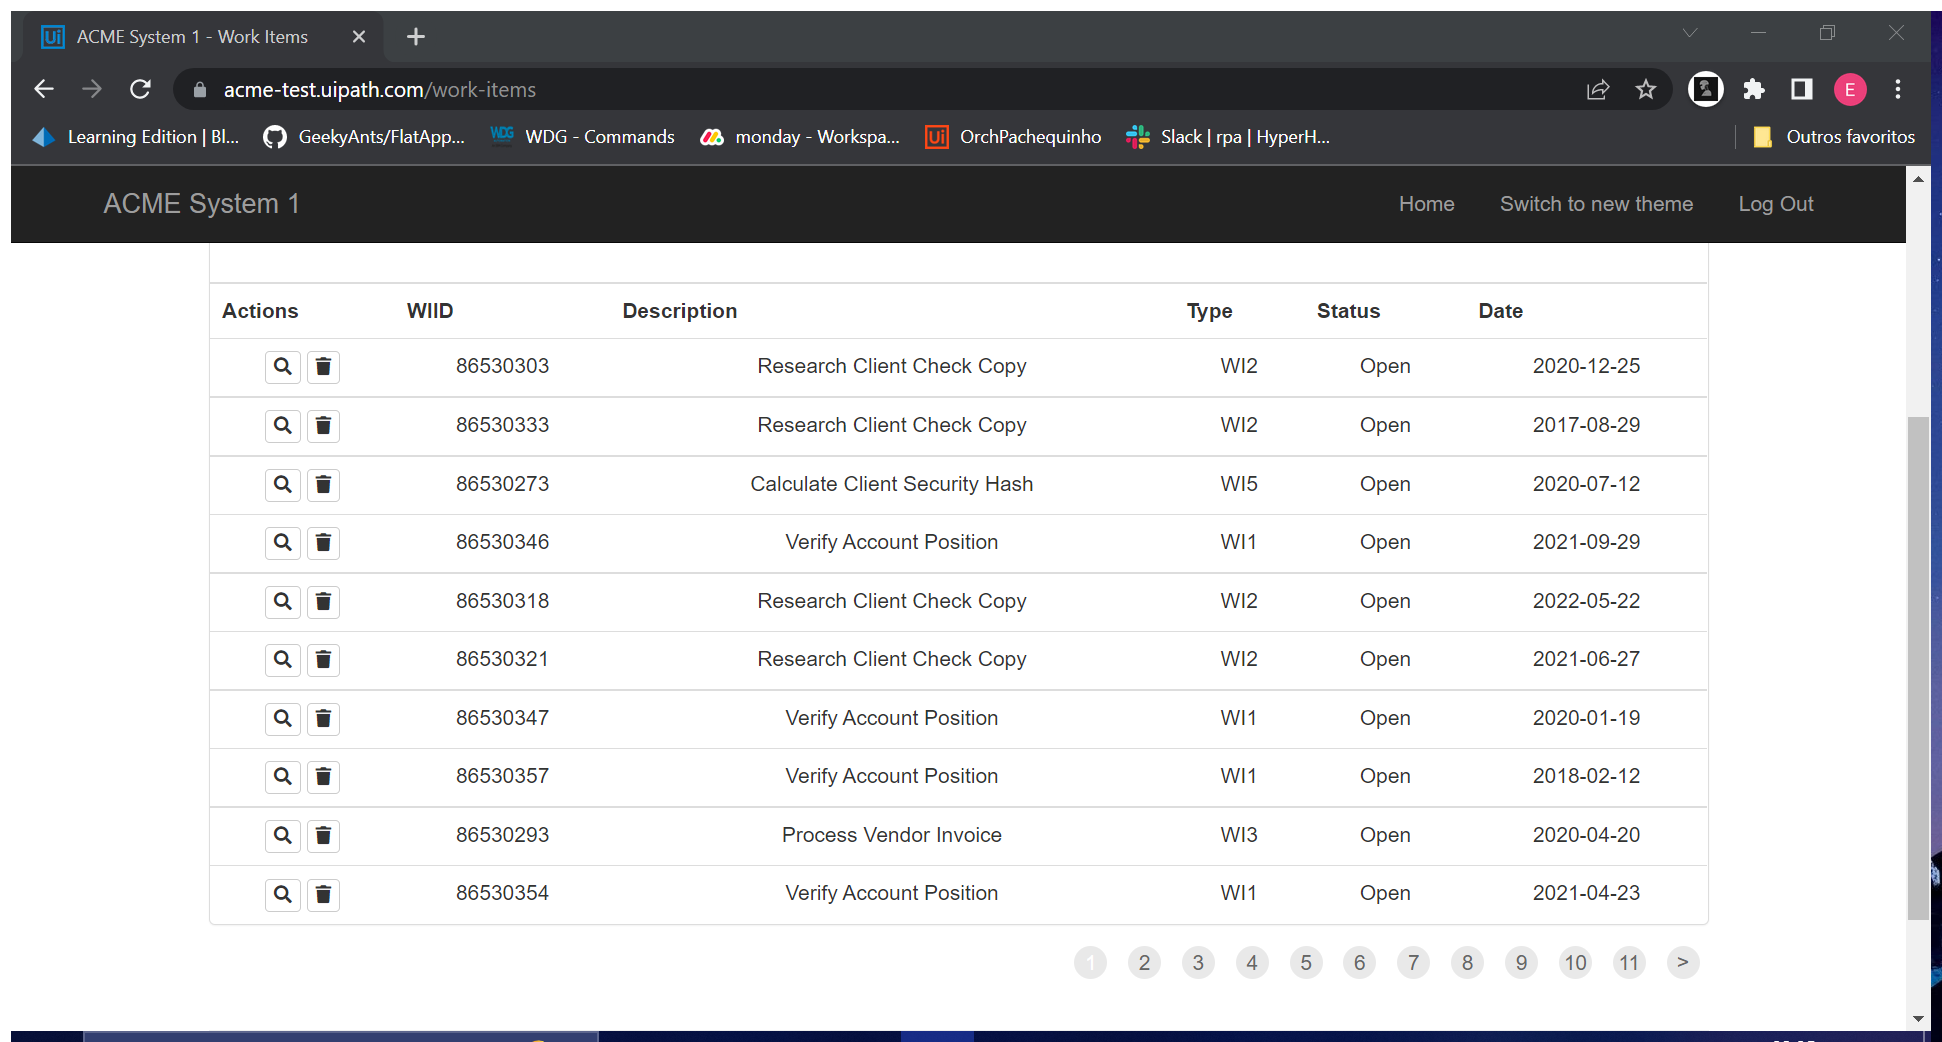 Ui ACME System 1 - Work Items
acme-test.uipath.com/work-items
E
Learning Edition | Bl... GeekyAnts/FlatApp... WDG WDG - Commands monday - Workspa... Ui OrchPachequinho Slack | rpa | HyperH... Outros favoritos
ACME System 1 Home Switch to new theme Log Out
Actions WIID Description Type Status Date
86530303 Research Client Check Copy WI2 Open 2020-12-25
86530333 Research Client Check Copy WI2 Open 2017-08-29
86530273 Calculate Client Security Hash WI5 Open 2020-07-12
86530346 Verify Account Position WI1 Open 2021-09-29
86530318 Research Client Check Copy WI2 Open 2022-05-22
86530321 Research Client Check Copy WI2 Open 2021-06-27
86530347 Verify Account Position WI1 Open 2020-01-19
86530357 Verify Account Position WI1 Open 2018-02-12
86530293 Process Vendor Invoice WI3 Open 2020-04-20
86530354 Verify Account Position WI1 Open 2021-04-23
1 2 3 4 5 6 7 8 9 10 11 >